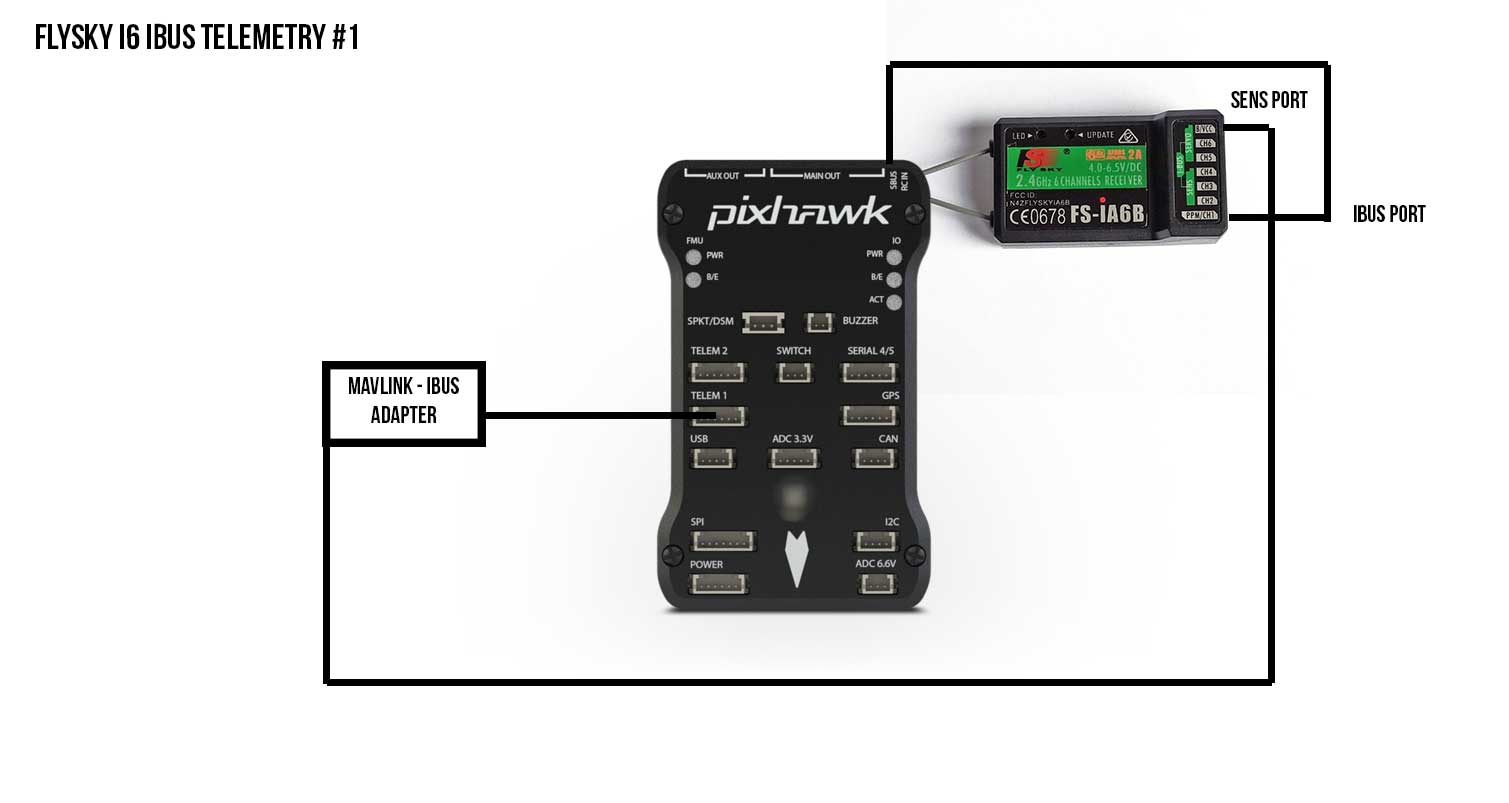 FLYSKY I6 IBUS TELEMETRY #1
SENS PORT
IBUS PORT
LED
UPDATE
FLYSKY
2A
4.0-6.5V/DC
2.4GHz 6 CHANNELS RECEIVER
FCC ID:
N4ZFLYSKYIA6B
CE0678 FS-iA6B
B/VCC
CH6
CH5
CH4
CH3
CH2
PPM/CH1
SERVO
SENS
AUX OUT
MAIN OUT
SBUS
RC IN
pixhawk
FMU
IO
PWR
PWR
B/E
B/E
ACT
SPKT/DSM
BUZZER
TELEM 2
SWITCH
SERIAL 4/5
TELEM 1
GPS
USB
ADC 3.3V
CAN
SPI
I2C
POWER
ADC 6.6V
MAVLINK - IBUS
ADAPTER